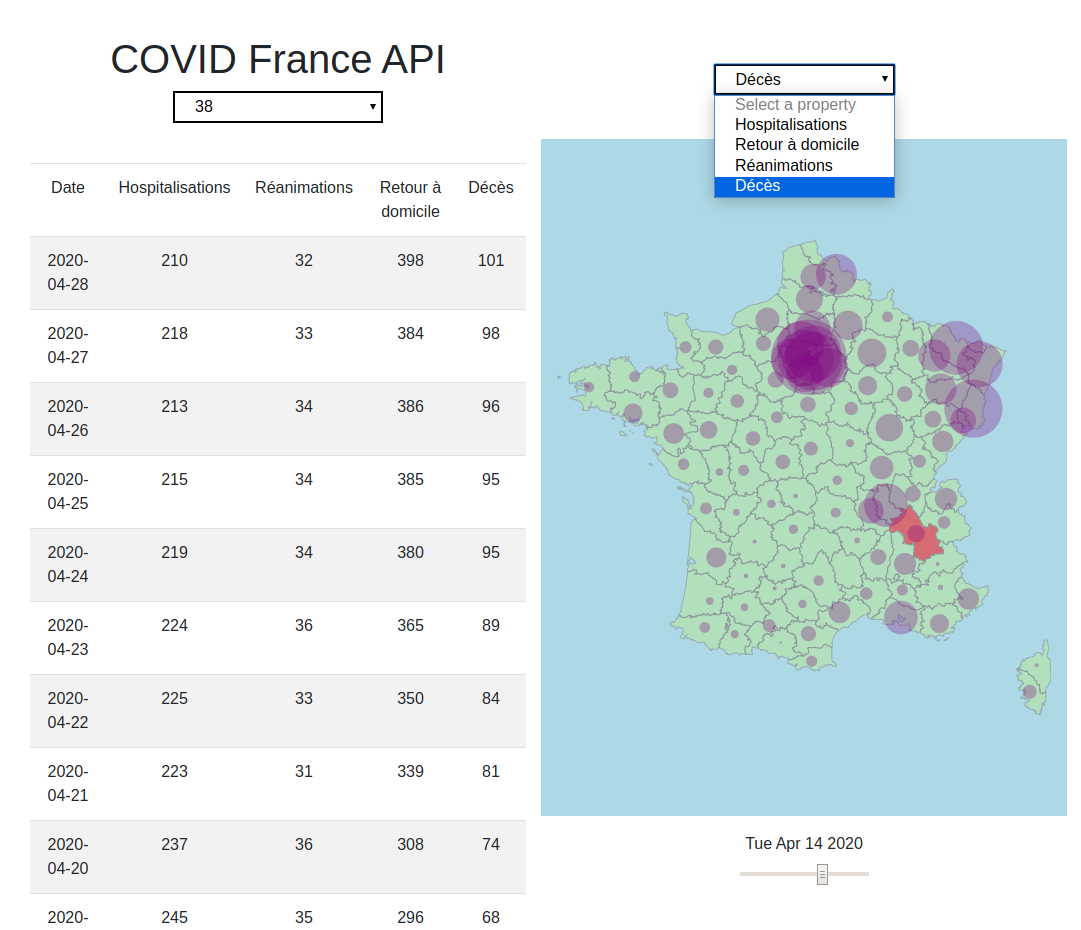 COVID France API
38
Date Hospitalisations Réanimations Retour à domicile Décès
2020-04-28 210 32 398 101
2020-04-27 218 33 384 98
2020-04-26 213 34 386 96
2020-04-25 215 34 385 95
2020-04-24 219 34 380 95
2020-04-23 224 36 365 89
2020-04-22 225 33 350 84
2020-04-21 223 31 339 81
2020-04-20 237 36 308 74
2020- 245 35 296 68
Décès
Select a property
Hospitalisations
Retour à domicile
Réanimations
Décès
Tue Apr 14 2020